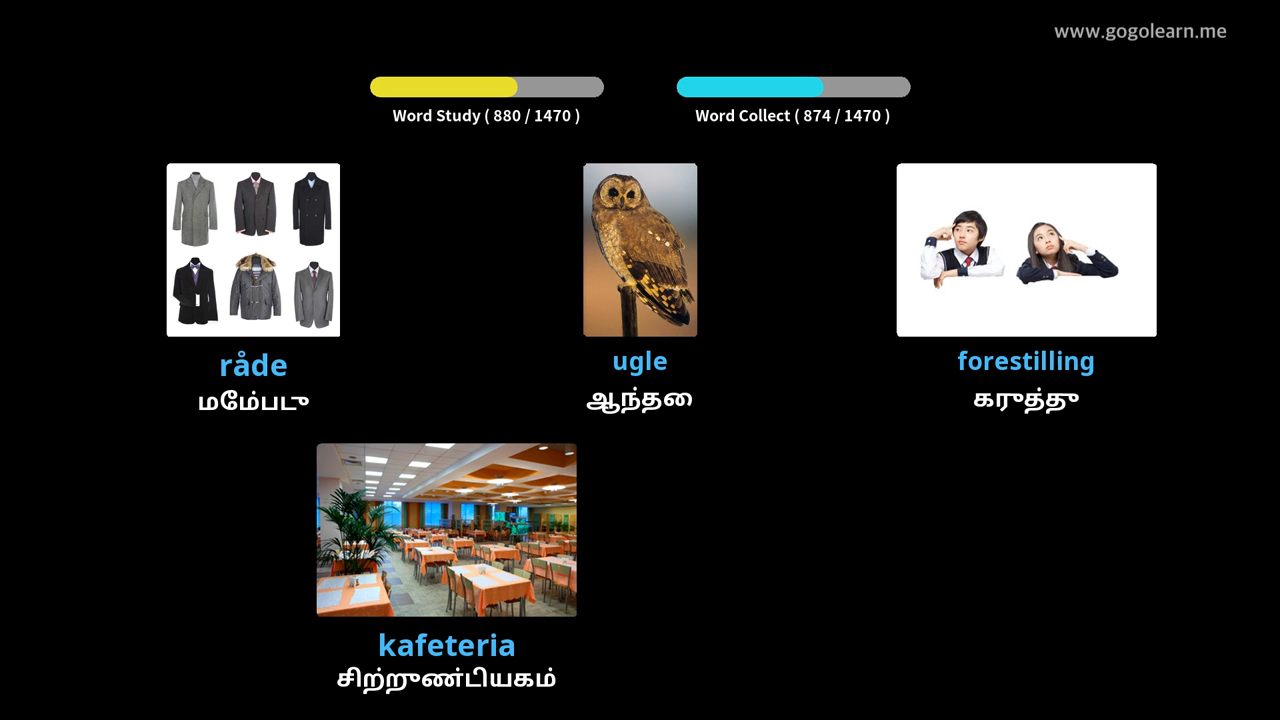 www.gogolearn.me
Word Study ( 880 / 1470 )
Word Collect ( 874 / 1470 )
råde
ugle
forestilling
மேம்படு
ஆந்தை
கருத்து
kafeteria
சிற்றுண்டியகம்